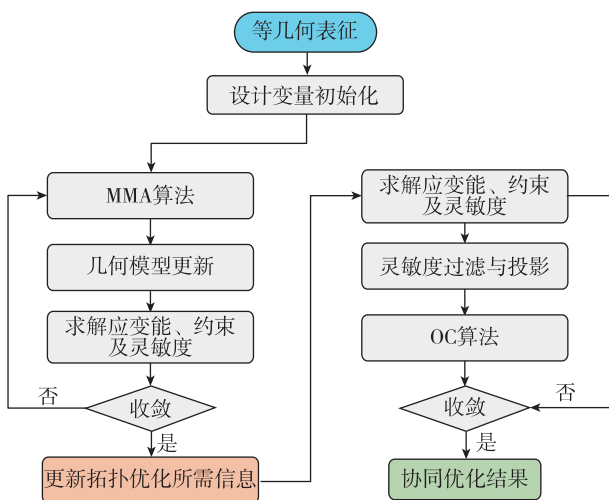 等几何表征
设计变量初始化
MMA算法
几何模型更新
求解应变能、约束
及灵敏度
否
收敛
是
更新拓扑优化所需信息
求解应变能、约束
及灵敏度
灵敏度过滤与投影
OC算法
否
收敛
是
协同优化结果